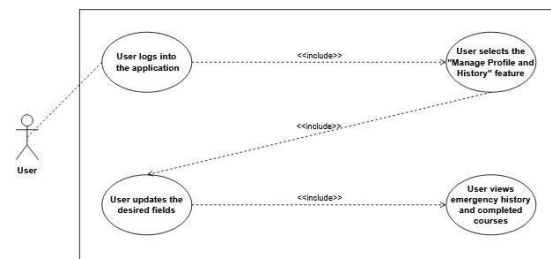 User logs into
the application
<<include>>
User selects the
"Manage Profile and
History" feature
<<include>>
User
User updates the
desired fields
<<include>>
User views
emergency history
and completed
courses